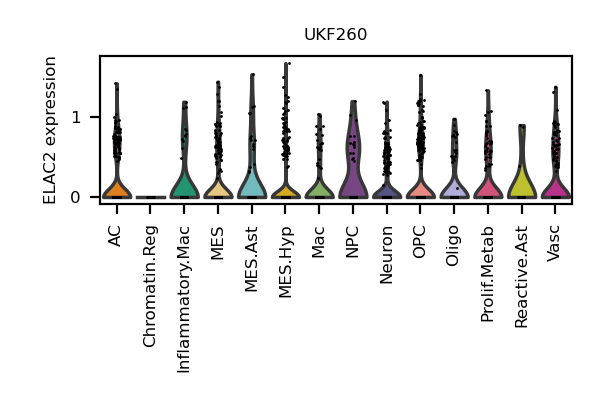 UKF260
ELAC2 expression
1
0
AC
Chromatin.Reg
Inflammatory.Mac
MES
MES.Ast
MES.Hyp
Mac
NPC
Neuron
OPC
Oligo
Prolif.Metab
Reactive.Ast
Vasc